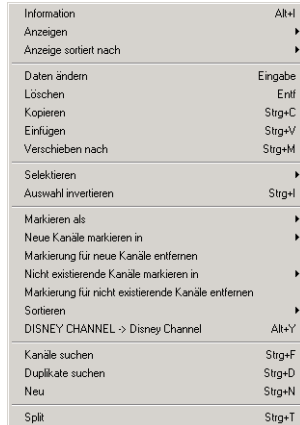 Information Alt+I
Anzeigen
Anzeige sortiert nach
Daten ändern Eingabe
Löschen Entf
Kopieren Strg+C
Einfügen Strg+V
Verschieben nach Strg+M
Selektieren
Auswahl invertieren Strg+I
Markieren als
Neue Kanäle markieren in
Markierung für neue Kanäle entfernen
Nicht existierende Kanäle markieren in
Markierung für nicht existierende Kanäle entfernen
Sortieren
DISNEY CHANNEL -> Disney Channel Alt+Y
Kanäle suchen Strg+F
Duplikate suchen Strg+D
Neu Strg+N
Split Strg+T